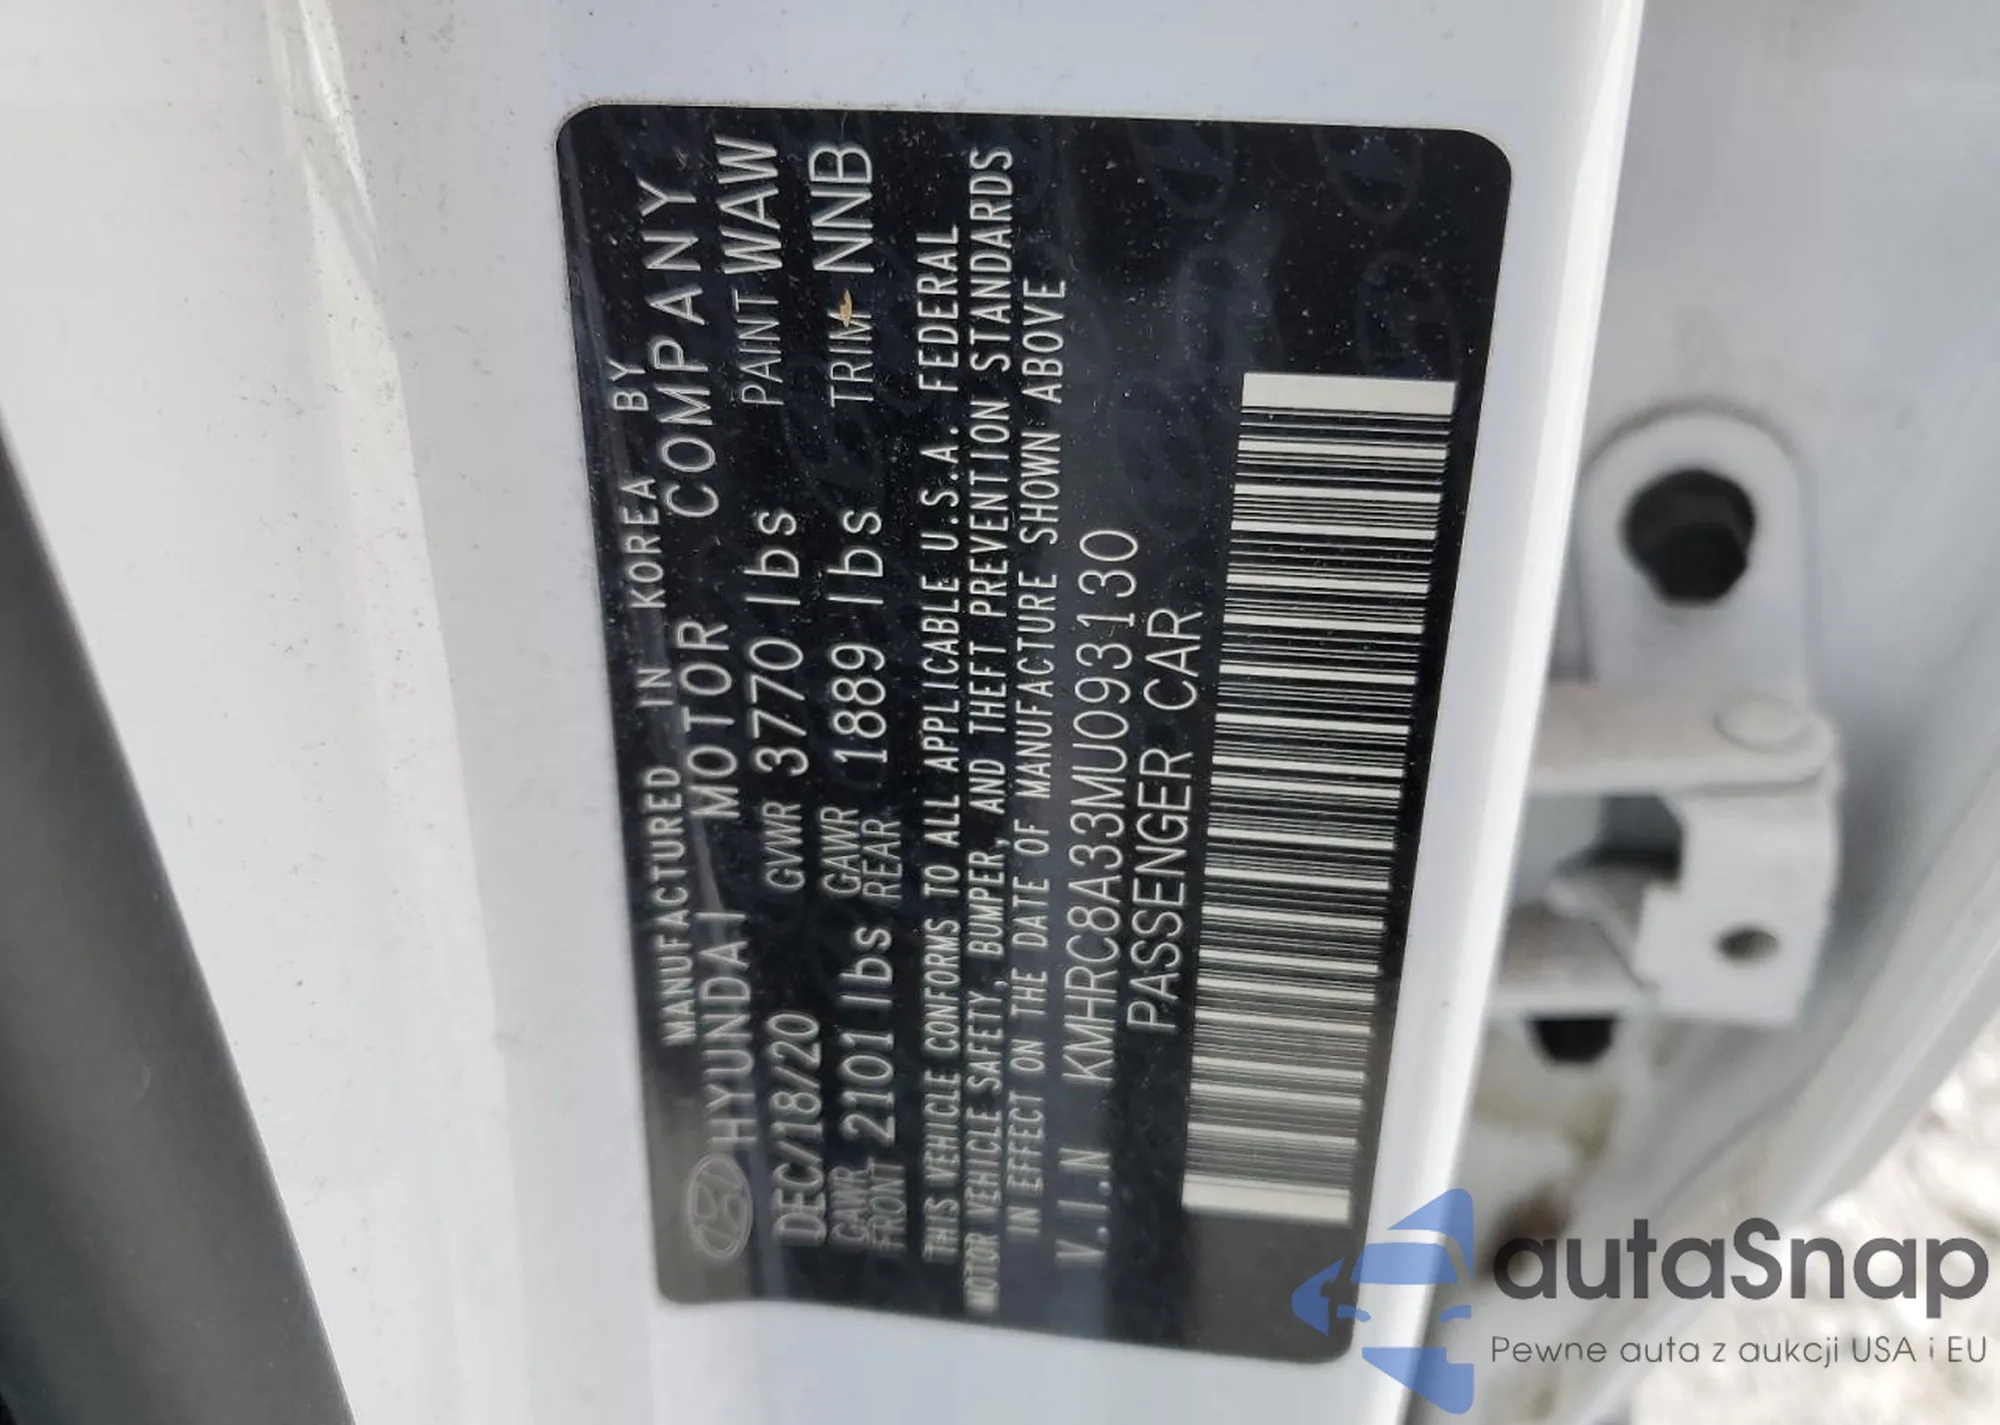 MANUFACTURED IN KOREA BY
HYUNDAI MOTOR COMPANY
DEC/18/20 GVWR 3770 lbs PAINT WAW
GAWR FRONT 2101 lbs GAWR REAR 1889 lbs TRIM NNB
THIS VEHICLE CONFORMS TO ALL APPLICABLE U.S.A. FEDERAL
MOTOR VEHICLE SAFETY, BUMPER, AND THEFT PREVENTION STANDARDS
IN EFFECT ON THE DATE OF MANUFACTURE SHOWN ABOVE
V.I.N KMHRC8A33MU093130
PASSENGER CAR
autaSnap
Pewne auta z aukcji USA i EU